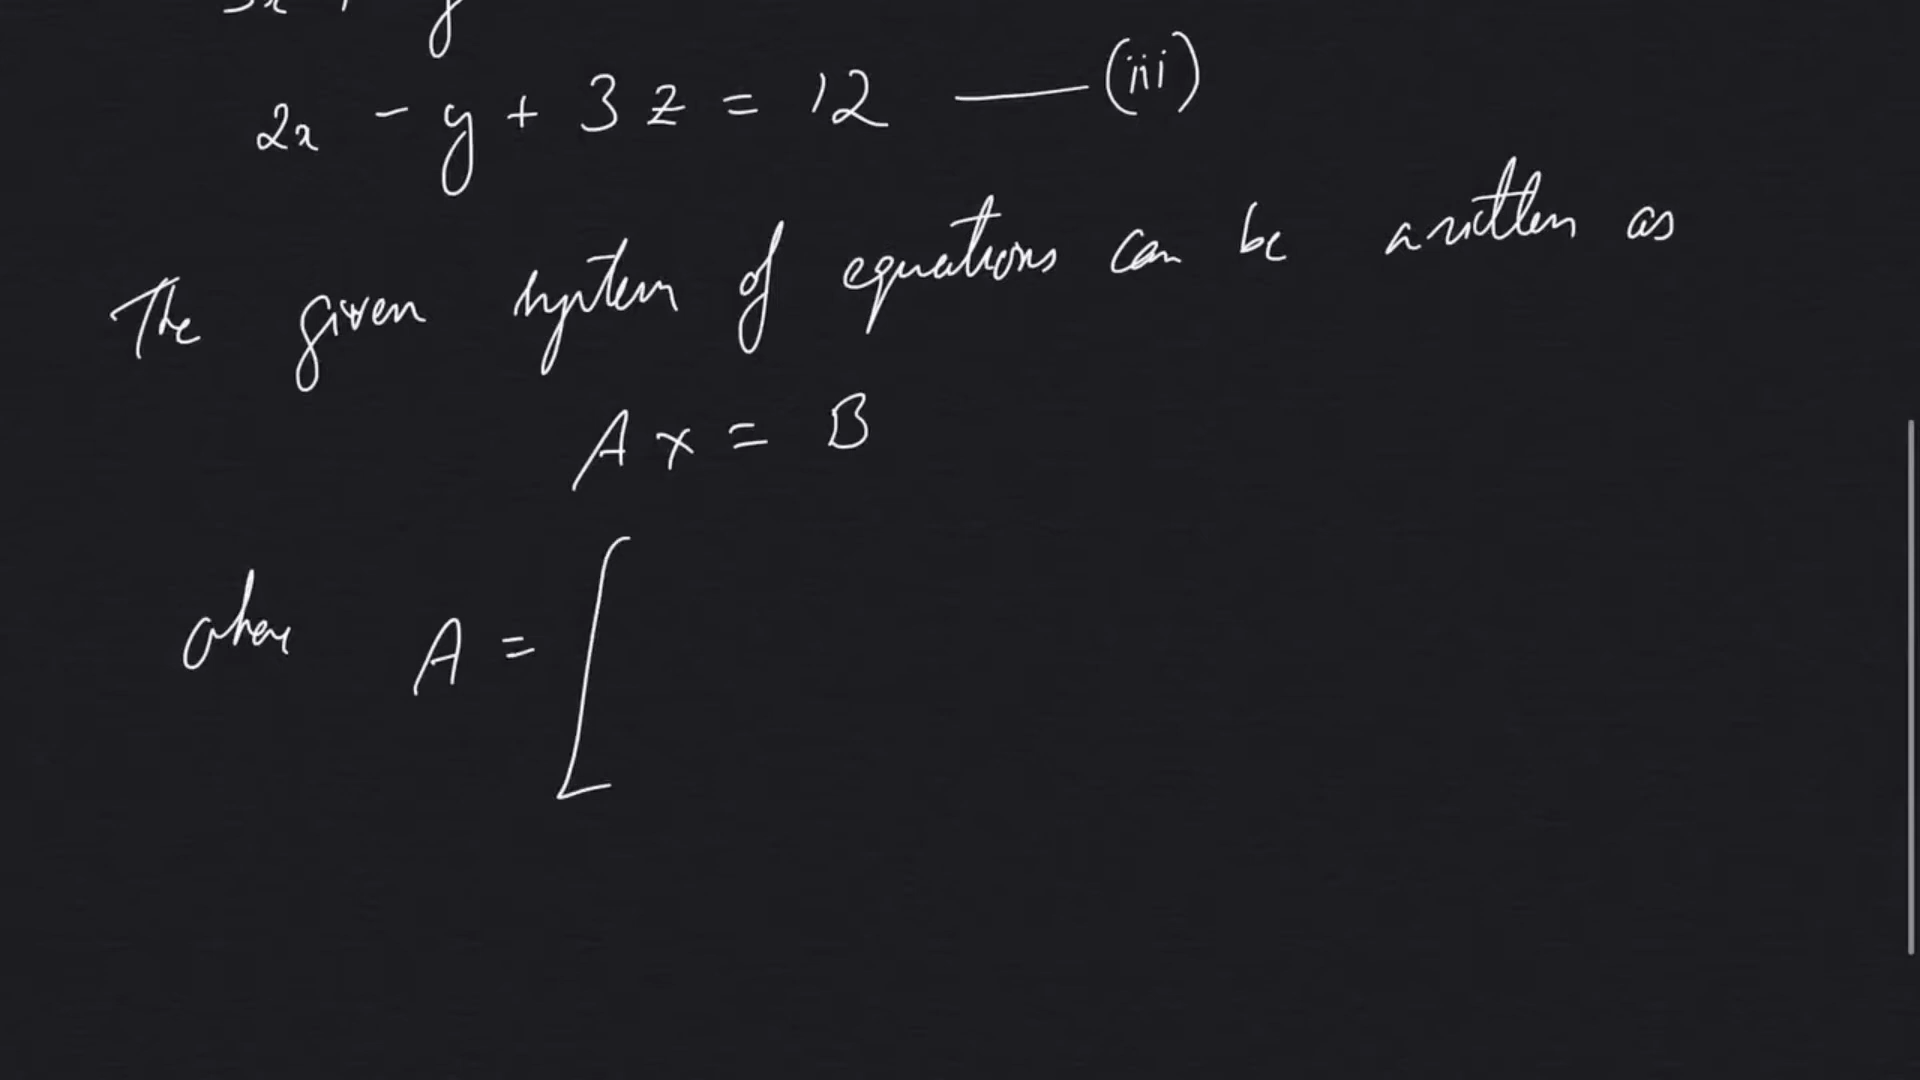 2x - y + 3z = 12 —— (iii)
The given system of equations can be written as
Ax = B
where A = [